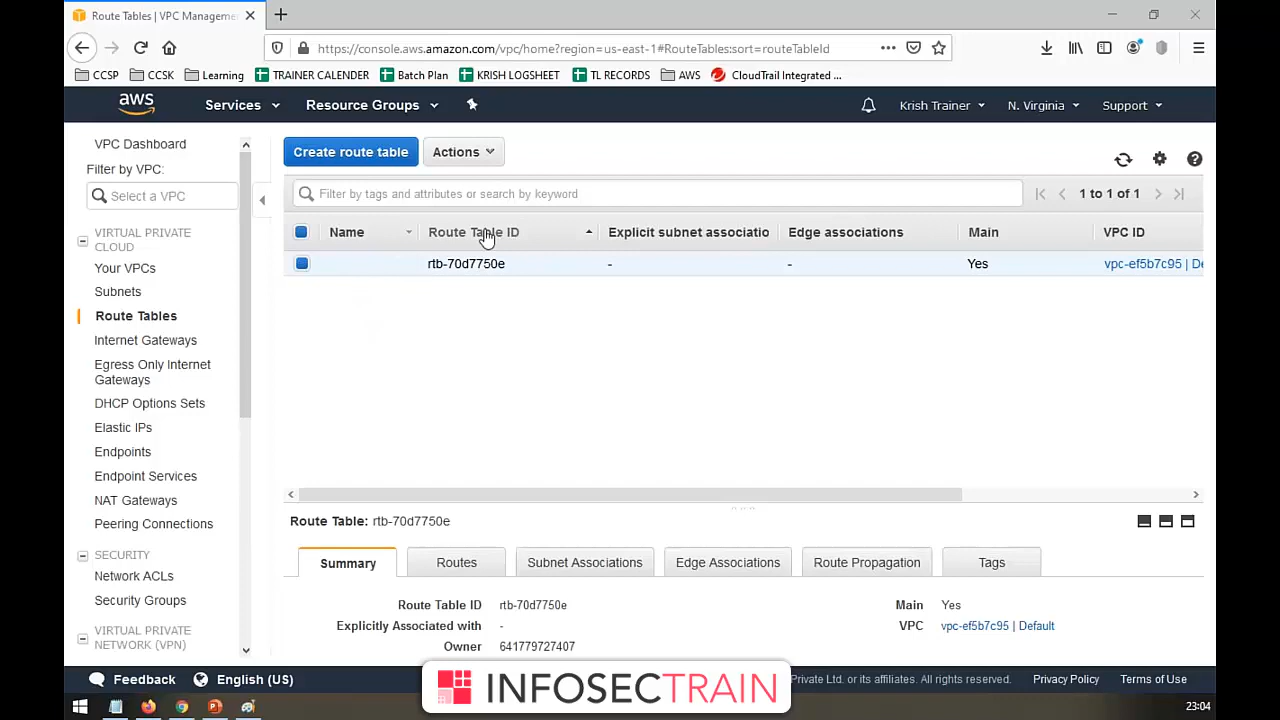 Route Tables | VPC Manageme
https://console.aws.amazon.com/vpc/home?region=us-east-1#RouteTables:sort=routeTableId
CCSP CCSK Learning TRAINER CALENDER Batch Plan KRISH LOGSHEET TL RECORDS AWS CloudTrail Integrated ...
aws Services Resource Groups Krish Trainer N. Virginia Support
VPC Dashboard
Filter by VPC:
Select a VPC
VIRTUAL PRIVATE
CLOUD
Your VPCs
Subnets
Route Tables
Internet Gateways
Egress Only Internet
Gateways
DHCP Options Sets
Elastic IPs
Endpoints
Endpoint Services
NAT Gateways
Peering Connections
SECURITY
Network ACLs
Security Groups
VIRTUAL PRIVATE
NETWORK (VPN)
Create route table Actions
Filter by tags and attributes or search by keyword
1 to 1 of 1
Name Route Table ID Explicit subnet associatio Edge associations Main VPC ID
rtb-70d7750e - - Yes vpc-ef5b7c95 | De
Route Table: rtb-70d7750e
Summary Routes Subnet Associations Edge Associations Route Propagation Tags
Route Table ID rtb-70d7750e Main Yes
Explicitly Associated with - VPC vpc-ef5b7c95 | Default
Owner 641779727407
Feedback English (US) Private Ltd. or its affiliates. All rights reserved. Privacy Policy Terms of Use
INFOSECTRAIN
23:04